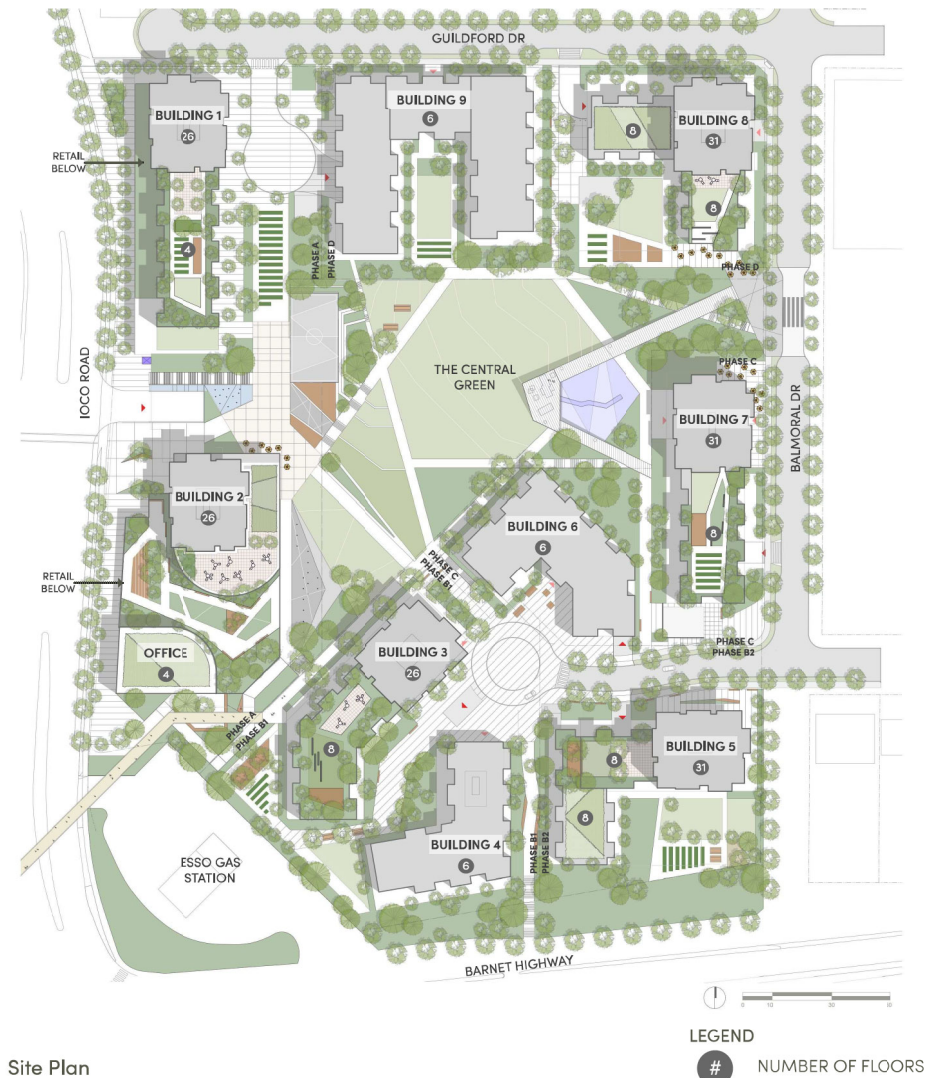 GUILDFORD DR
BUILDING 1
26
RETAIL
BELOW
4
BUILDING 9
6
8
BUILDING 8
31
8
PHASE A
PHASE D
PHASE D
IOCO ROAD
THE CENTRAL
GREEN
PHASE C
BUILDING 7
31
8
BALMORAL DR
BUILDING 2
26
RETAIL
BELOW
BUILDING 6
6
PHASE C
PHASE B1
OFFICE
4
BUILDING 3
26
8
PHASE C
PHASE B2
PHASE A
PHASE B1
BUILDING 5
31
8
8
BUILDING 4
6
PHASE B1
PHASE B2
ESSO GAS
STATION
BARNET HIGHWAY
LEGEND
# NUMBER OF FLOORS
Site Plan